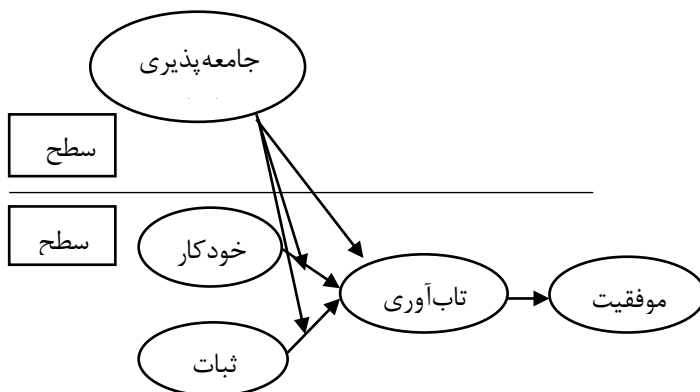 جامعه‌پذیری
سطح
سطح
خودکار
تاب‌آوری
موفقیت
ثبات